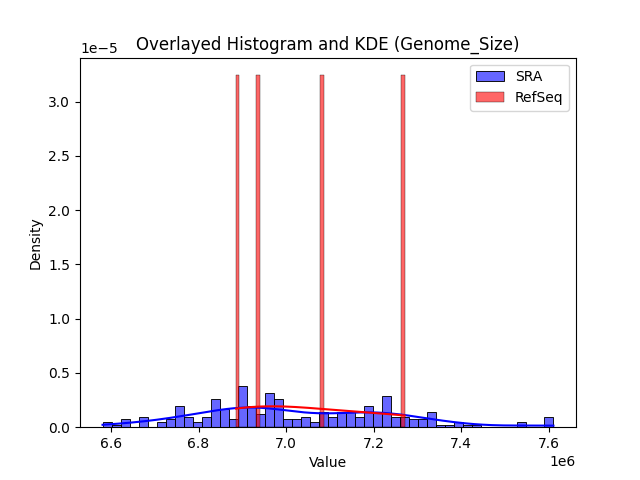 Overlayed Histogram and KDE (Genome_Size)
1e−5
SRA
RefSeq
3.0
2.5
2.0
1.5
1.0
0.5
0.0
Density
6.6 6.8 7.0 7.2 7.4 7.6
Value
1e6